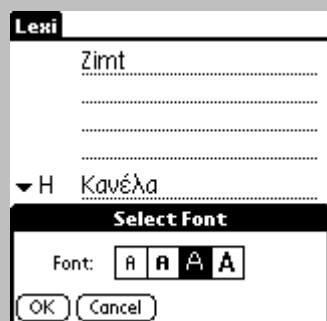 Lexi
Zimt
H Κανέλα
Select Font
Font: A A A A
OK Cancel